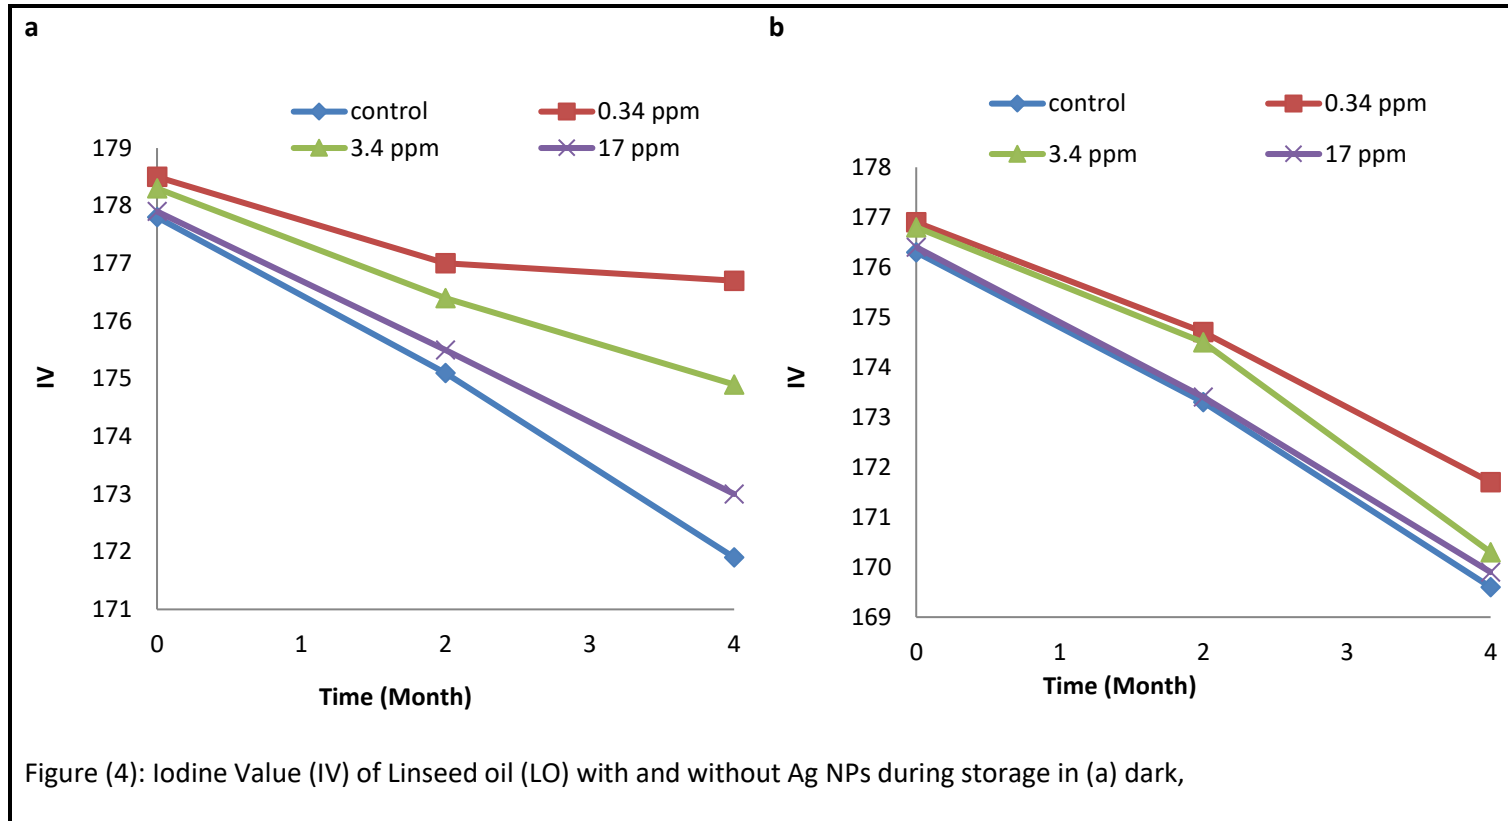 a
control
0.34 ppm
3.4 ppm
17 ppm
179
178
177
176
175
174
173
172
171
IV
0
1
2
3
4
Time (Month)
b
control
0.34 ppm
3.4 ppm
17 ppm
178
177
176
175
174
173
172
171
170
169
IV
0
1
2
3
4
Time (Month)
Figure (4): Iodine Value (IV) of Linseed oil (LO) with and without Ag NPs during storage in (a) dark,